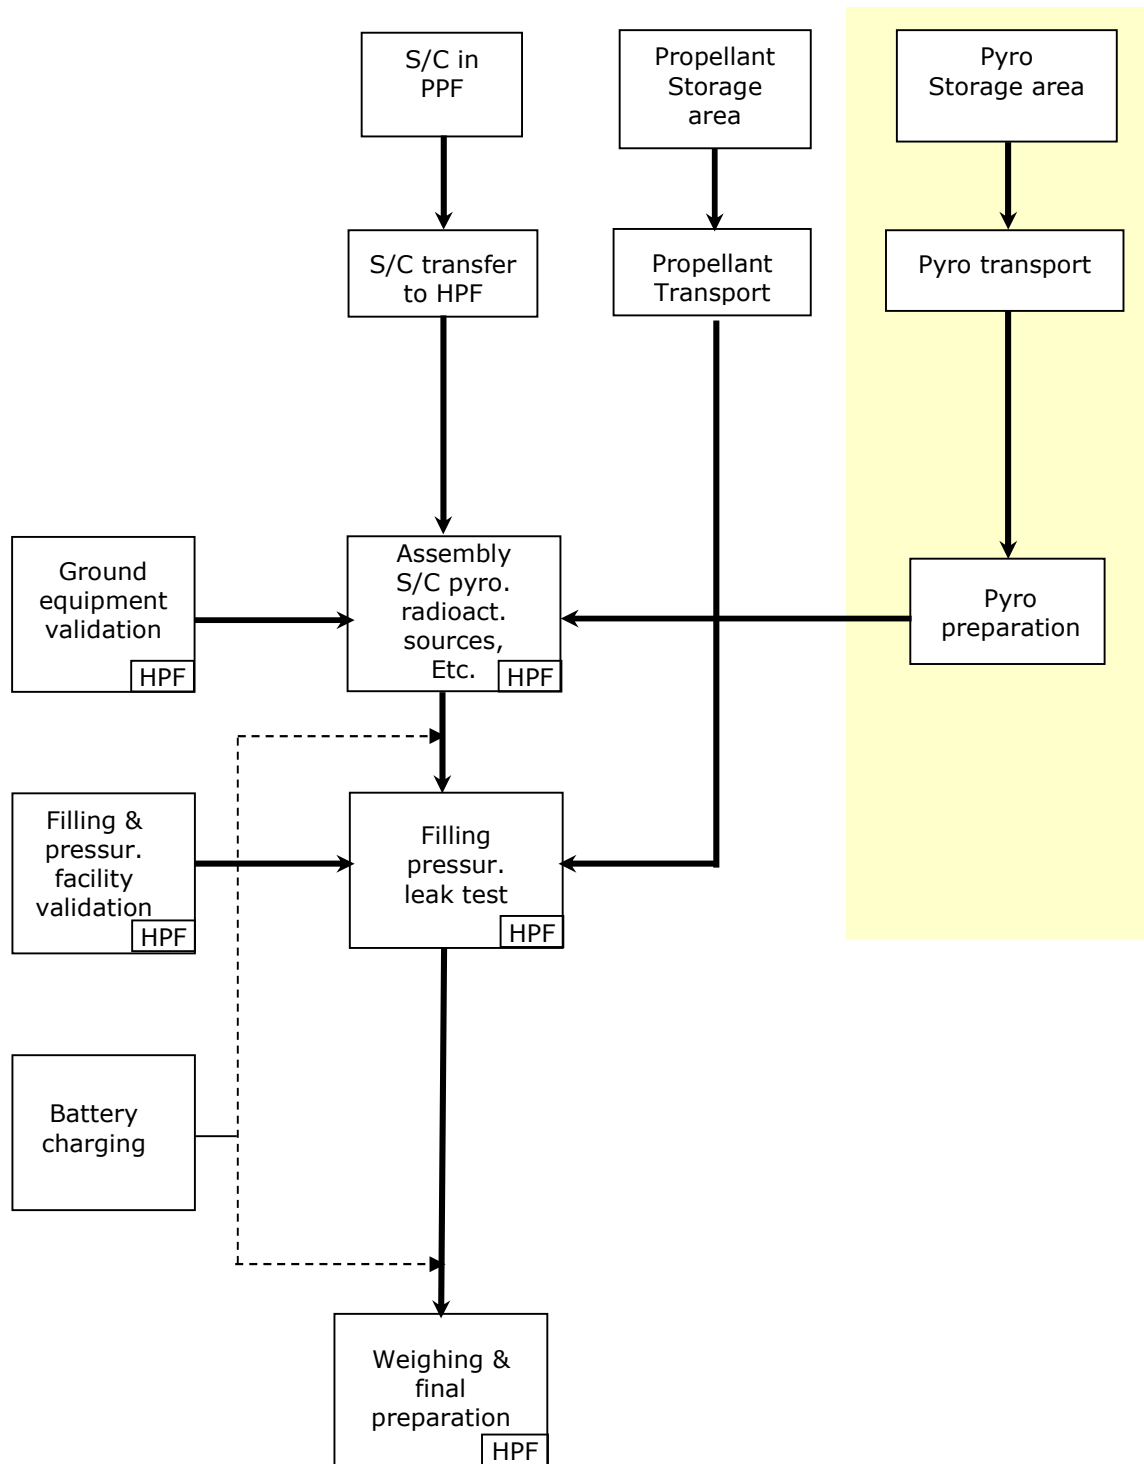 S/C in
PPF
Propellant
Storage
area
Pyro
Storage area
S/C transfer
to HPF
Propellant
Transport
Pyro transport
Ground
equipment
validation
HPF
Assembly
S/C pyro.
radioact.
sources,
Etc.
HPF
Pyro
preparation
Filling &
pressur.
facility
validation
HPF
Filling
pressur.
leak test
HPF
Battery
charging
Weighing &
final
preparation
HPF